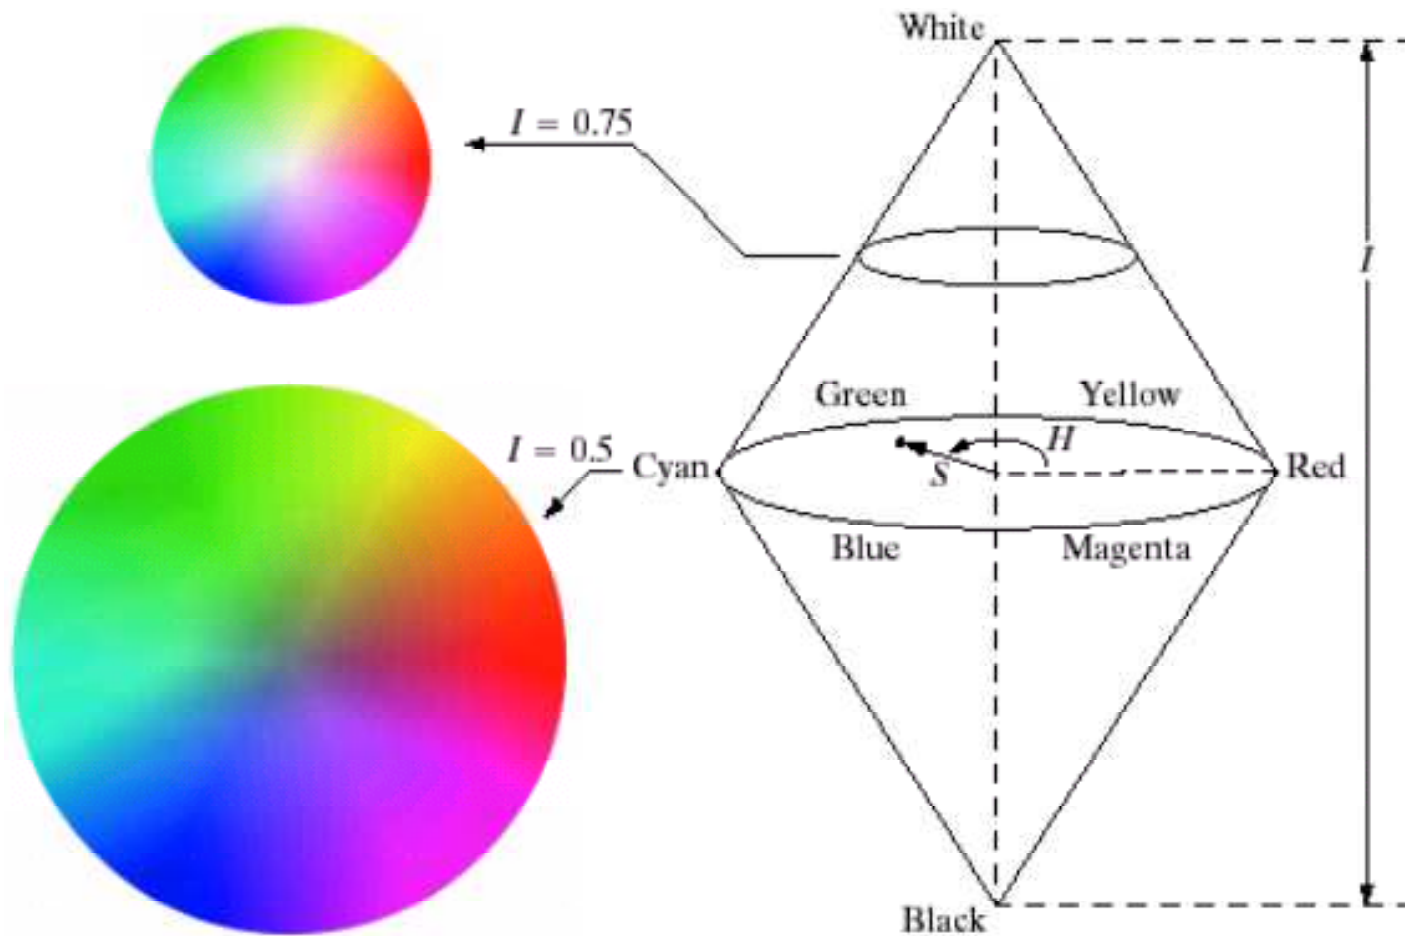 White
I = 0.75
I
Green Yellow
I = 0.5
H
Cyan S Red
Blue Magenta
Black